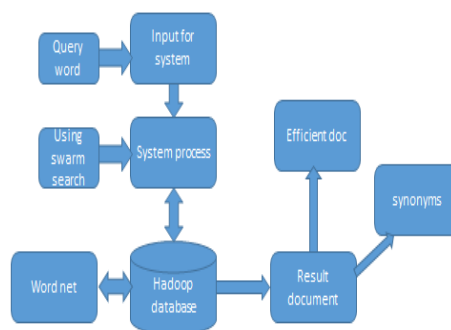 Query
word
Input for
system
Using
swarm
search
System process
Efficient doc
synonyms
Word net
Hadoop
database
Result
document